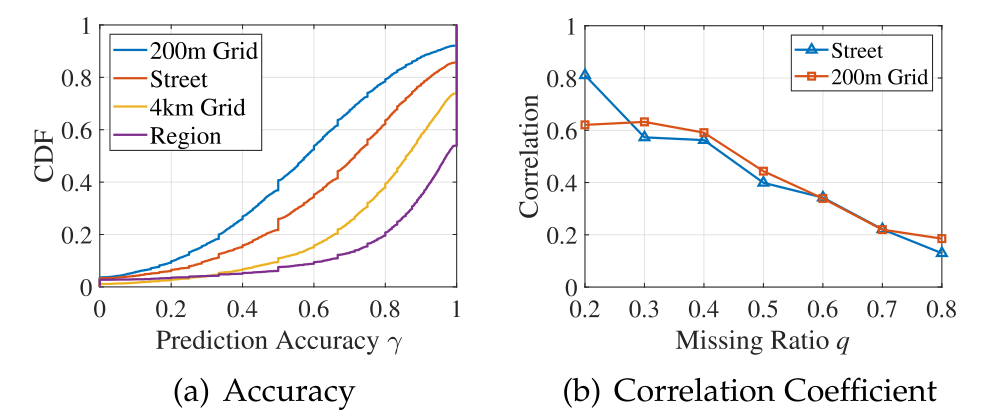 1
0.8
0.6
0.4
0.2
0
CDF
200m Grid
Street
4km Grid
Region
0 0.2 0.4 0.6 0.8 1
Prediction Accuracy γ
(a) Accuracy
1
0.8
0.6
0.4
0.2
0
Correlation
Street
200m Grid
0.2 0.3 0.4 0.5 0.6 0.7 0.8
Missing Ratio q
(b) Correlation Coefficient